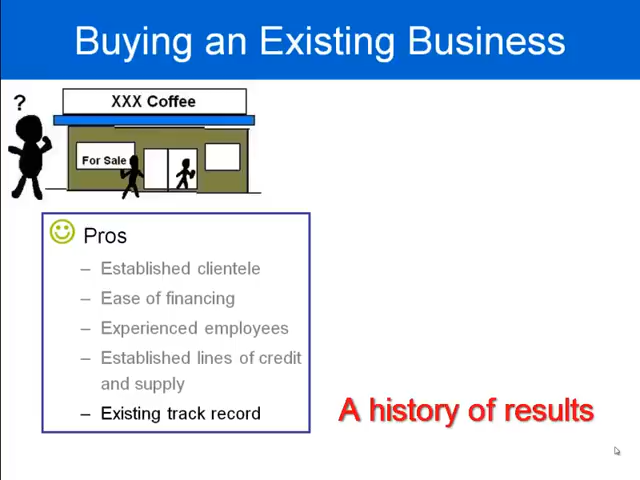 Buying an Existing Business
?
XXX Coffee
For Sale
Pros
– Established clientele
– Ease of financing
– Experienced employees
– Established lines of credit
and supply
– Existing track record
A history of results